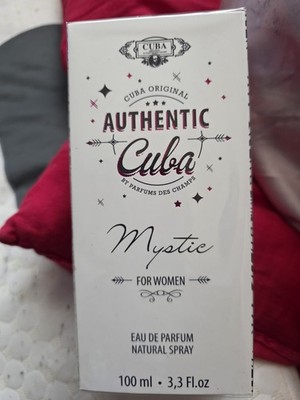 CUBA
CUBA ORIGINAL
AUTHENTIC
Cuba
BY PARFUMS DES CHAMPS
Mystic
FOR WOMEN
EAU DE PARFUM
NATURAL SPRAY
100 ml • 3,3 Fl.oz